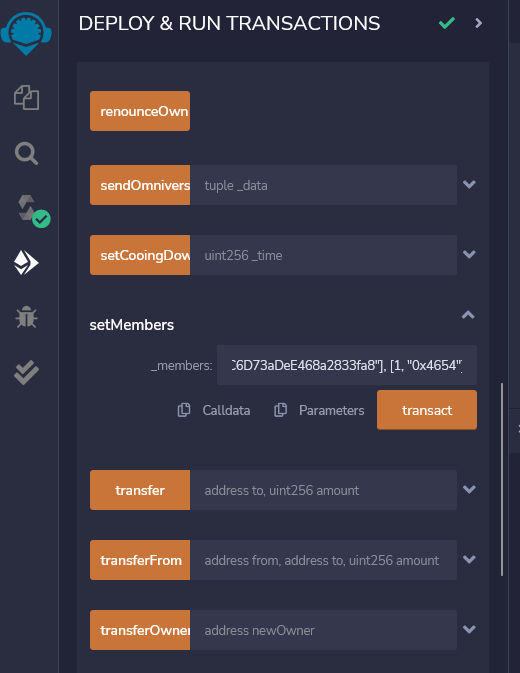 DEPLOY & RUN TRANSACTIONS
renounceOwn
sendOmnivers tuple _data
setCooingDow uint256 _time
setMembers
_members: C6D73aDeE468a2833fa8"], [1, "0x4654"
Calldata Parameters transact
transfer address to, uint256 amount
transferFrom address from, address to, uint256 amount
transferOwner address newOwner